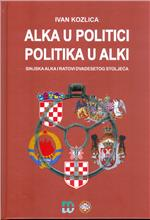 IVAN KOZLICA
ALKA U POLITICI
POLITIKA U ALKI
SINJSKA ALKA I RATOVI DVADESETOG STOLJEĆA